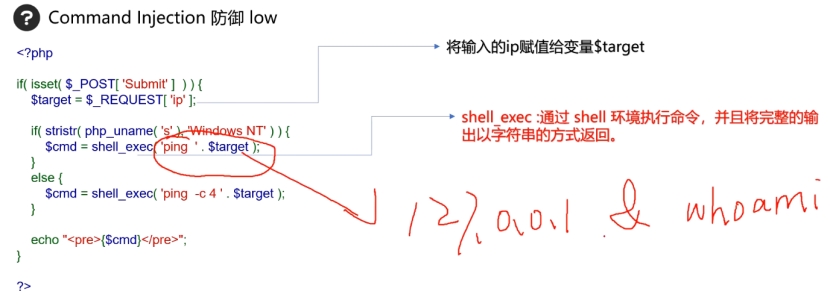 ? Command Injection 防御 low
<?php
将输入的ip赋值给变量$target
if( isset( $_POST[ 'Submit' ] ) ) {
$target = $_REQUEST[ 'ip' ];
if( stristr( php_uname( 's' ), 'Windows NT' ) ) {
shell_exec :通过 shell 环境执行命令，并且将完整的输
出以字符串的方式返回。
$cmd = shell_exec( 'ping ' . $target );
}
else {
$cmd = shell_exec( 'ping -c 4 ' . $target );
}
127.0.0.1 & whoami
echo "<pre>{$cmd}</pre>";
}
?>